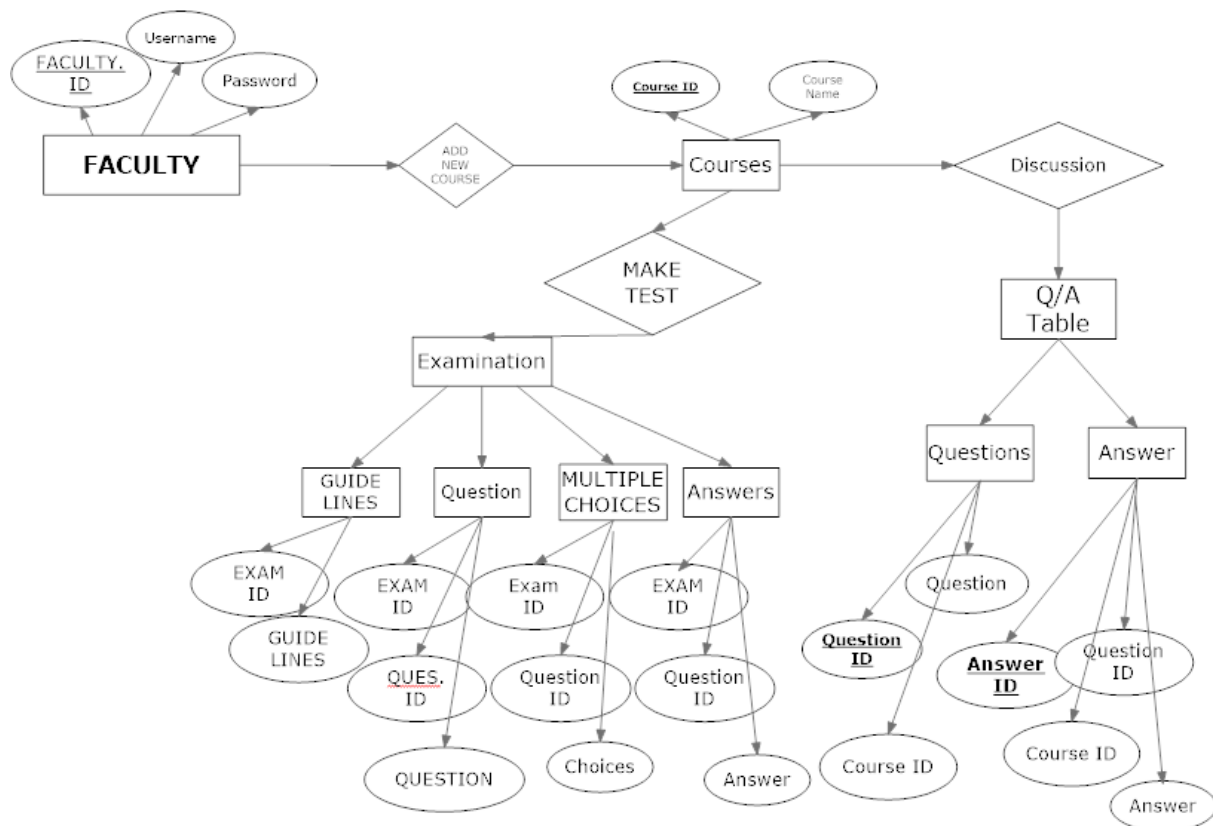 Username
FACULTY.
ID
Password
Course ID
Course
Name
FACULTY
ADD
NEW
COURSE
Courses
Discussion
MAKE
TEST
Q/A
Table
Examination
Questions
Answer
GUIDE
LINES
Question
MULTIPLE
CHOICES
Answers
EXAM
ID
EXAM
ID
Exam
ID
EXAM
ID
Question
GUIDE
LINES
QUES.
ID
Question
ID
Question
ID
Question
ID
Answer
ID
Question
ID
QUESTION
Choices
Answer
Course ID
Course ID
Answer